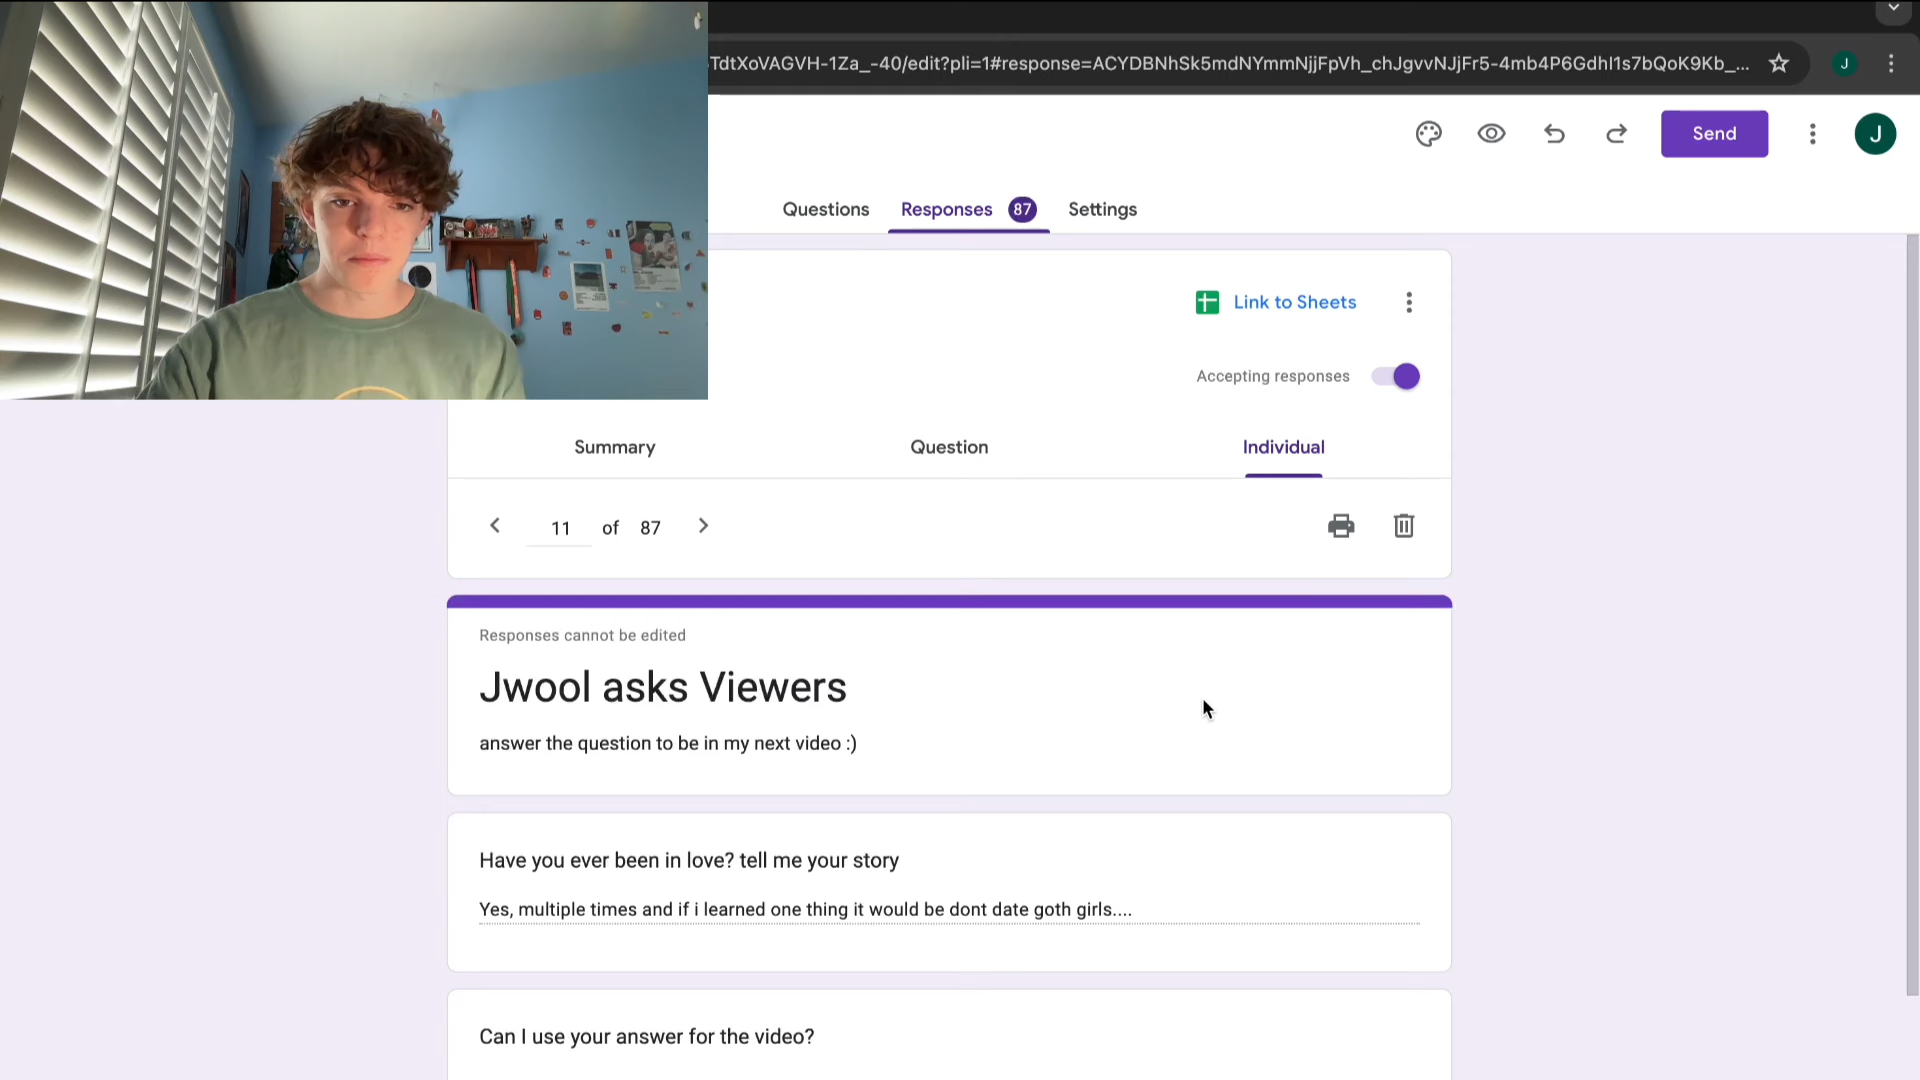 TdtXoVAGVH-1Za_-40/edit?pli=1#response=ACYDBNhSk5mdNYmmNjjFpVh_chJgvvNJjFr5-4mb4P6Gdhl1s7bQoK9Kb_...
J
Send
J
Questions
Responses 87
Settings
Link to Sheets
Accepting responses
Summary
Question
Individual
11 of 87
Responses cannot be edited
Jwool asks Viewers
answer the question to be in my next video :)
Have you ever been in love? tell me your story
Yes, multiple times and if i learned one thing it would be dont date goth girls....
Can I use your answer for the video?